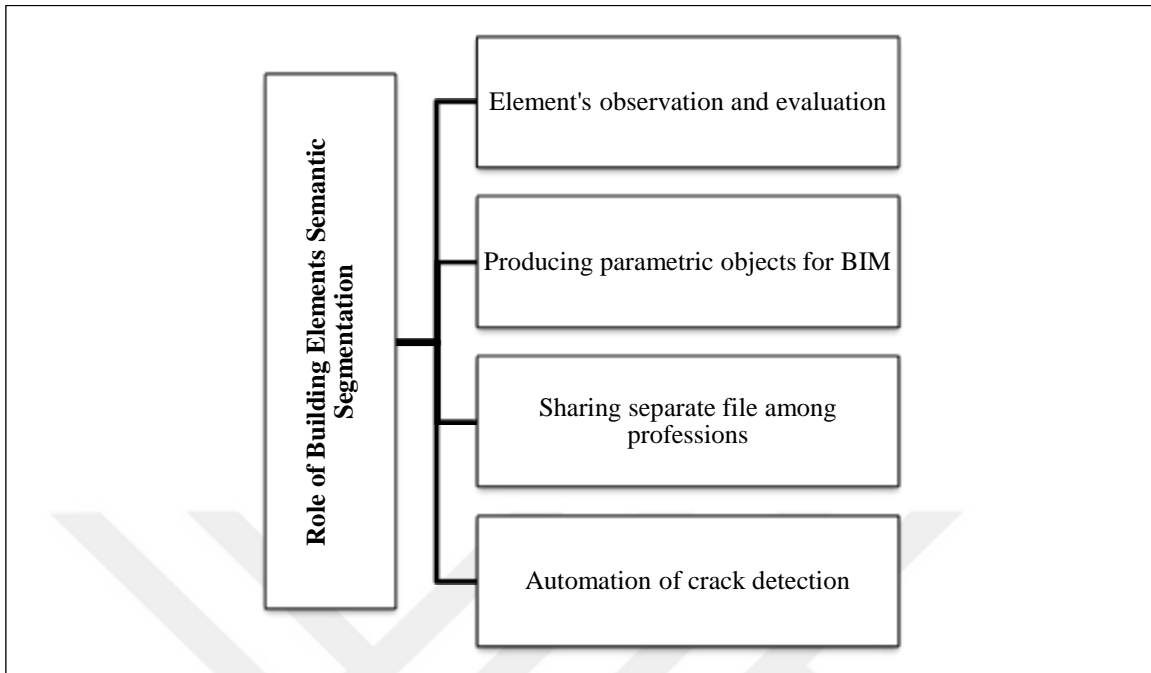 Role of Building Elements Semantic
Segmentation
Element's observation and evaluation
Producing parametric objects for BIM
Sharing separate file among
professions
Automation of crack detection